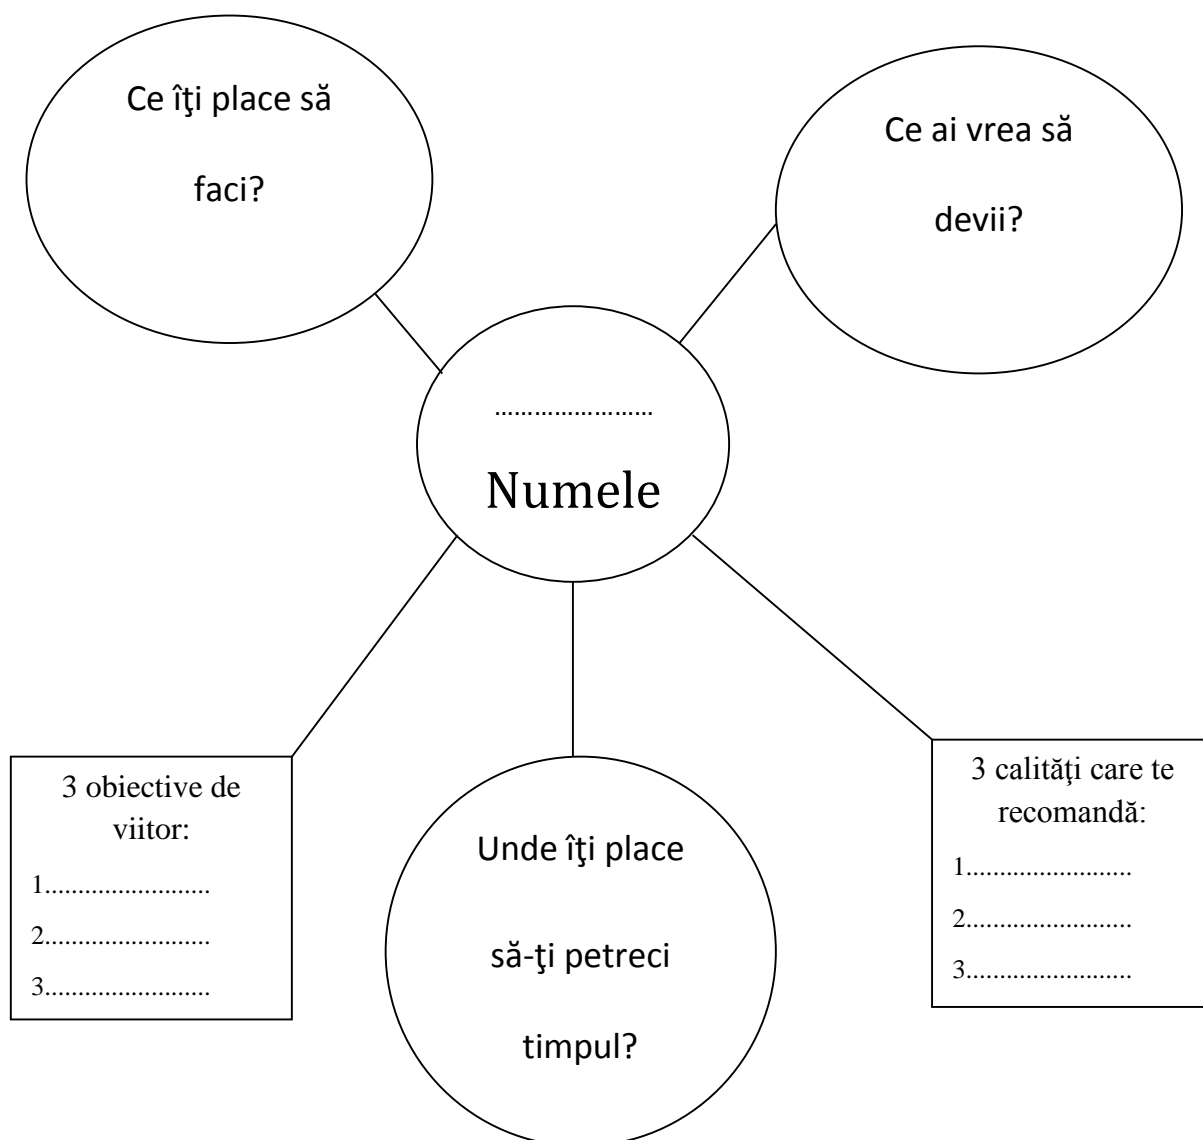 Ce îţi place să
faci?
Ce ai vrea să
devii?
........................
Numele
3 obiective de
viitor:
1.........................
2.........................
3.........................
Unde îţi place
să-ţi petreci
timpul?
3 calităţi care te
recomandă:
1.........................
2.........................
3.........................